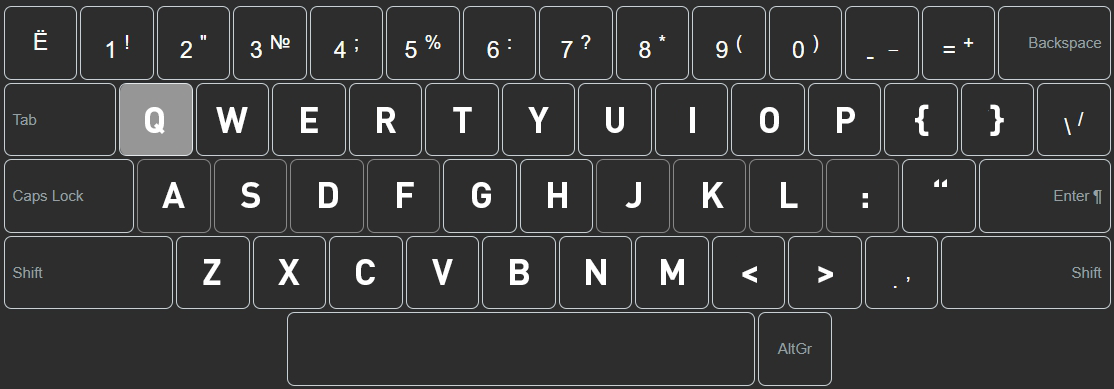 Ё 1 ! 2 " 3 № 4 ; 5 % 6 : 7 ? 8 * 9 ( 0 ) - _ = + Backspace
Tab Q W E R T Y U I O P { } \ /
Caps Lock A S D F G H J K L : “ Enter ¶
Shift Z X C V B N M < > . , Shift
AltGr